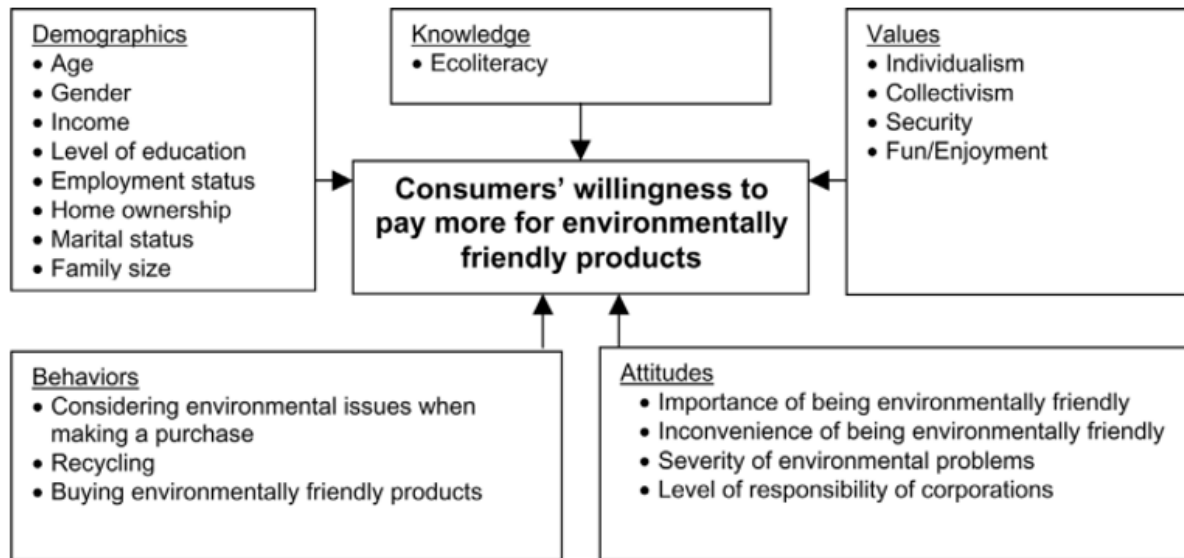 Demographics
• Age
• Gender
• Income
• Level of education
• Employment status
• Home ownership
• Marital status
• Family size
Knowledge
• Ecoliteracy
Values
• Individualism
• Collectivism
• Security
• Fun/Enjoyment
Consumers’ willingness to
pay more for environmentally
friendly products
Behaviors
• Considering environmental issues when
making a purchase
• Recycling
• Buying environmentally friendly products
Attitudes
• Importance of being environmentally friendly
• Inconvenience of being environmentally friendly
• Severity of environmental problems
• Level of responsibility of corporations